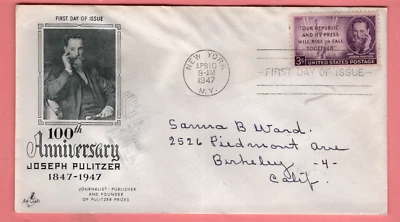 FIRST DAY OF ISSUE
100th
Anniversary
JOSEPH PULITZER
1847-1947
JOURNALIST-PUBLISHER
AND FOUNDER
OF PULITZER PRIZES
Art Craft
NEW YORK
APR 10
9-AM
1947
N.Y.
"OUR REPUBLIC
AND ITS PRESS
WILL RISE OR FALL
TOGETHER"
3¢ UNITED STATES POSTAGE
FIRST DAY OF ISSUE
Sanna B Ward.
2526 Piedmont Ave
Berkeley -4-
Calif.